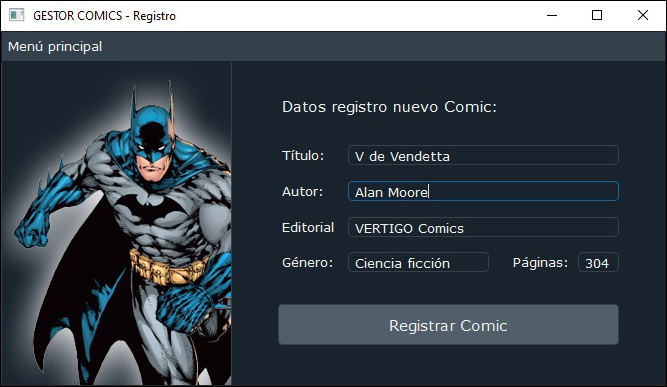 GESTOR COMICS - Registro
Menú principal
Datos registro nuevo Comic:
Título: V de Vendetta
Autor: Alan Moore
Editorial VERTIGO Comics
Género: Ciencia ficción Páginas: 304
Registrar Comic